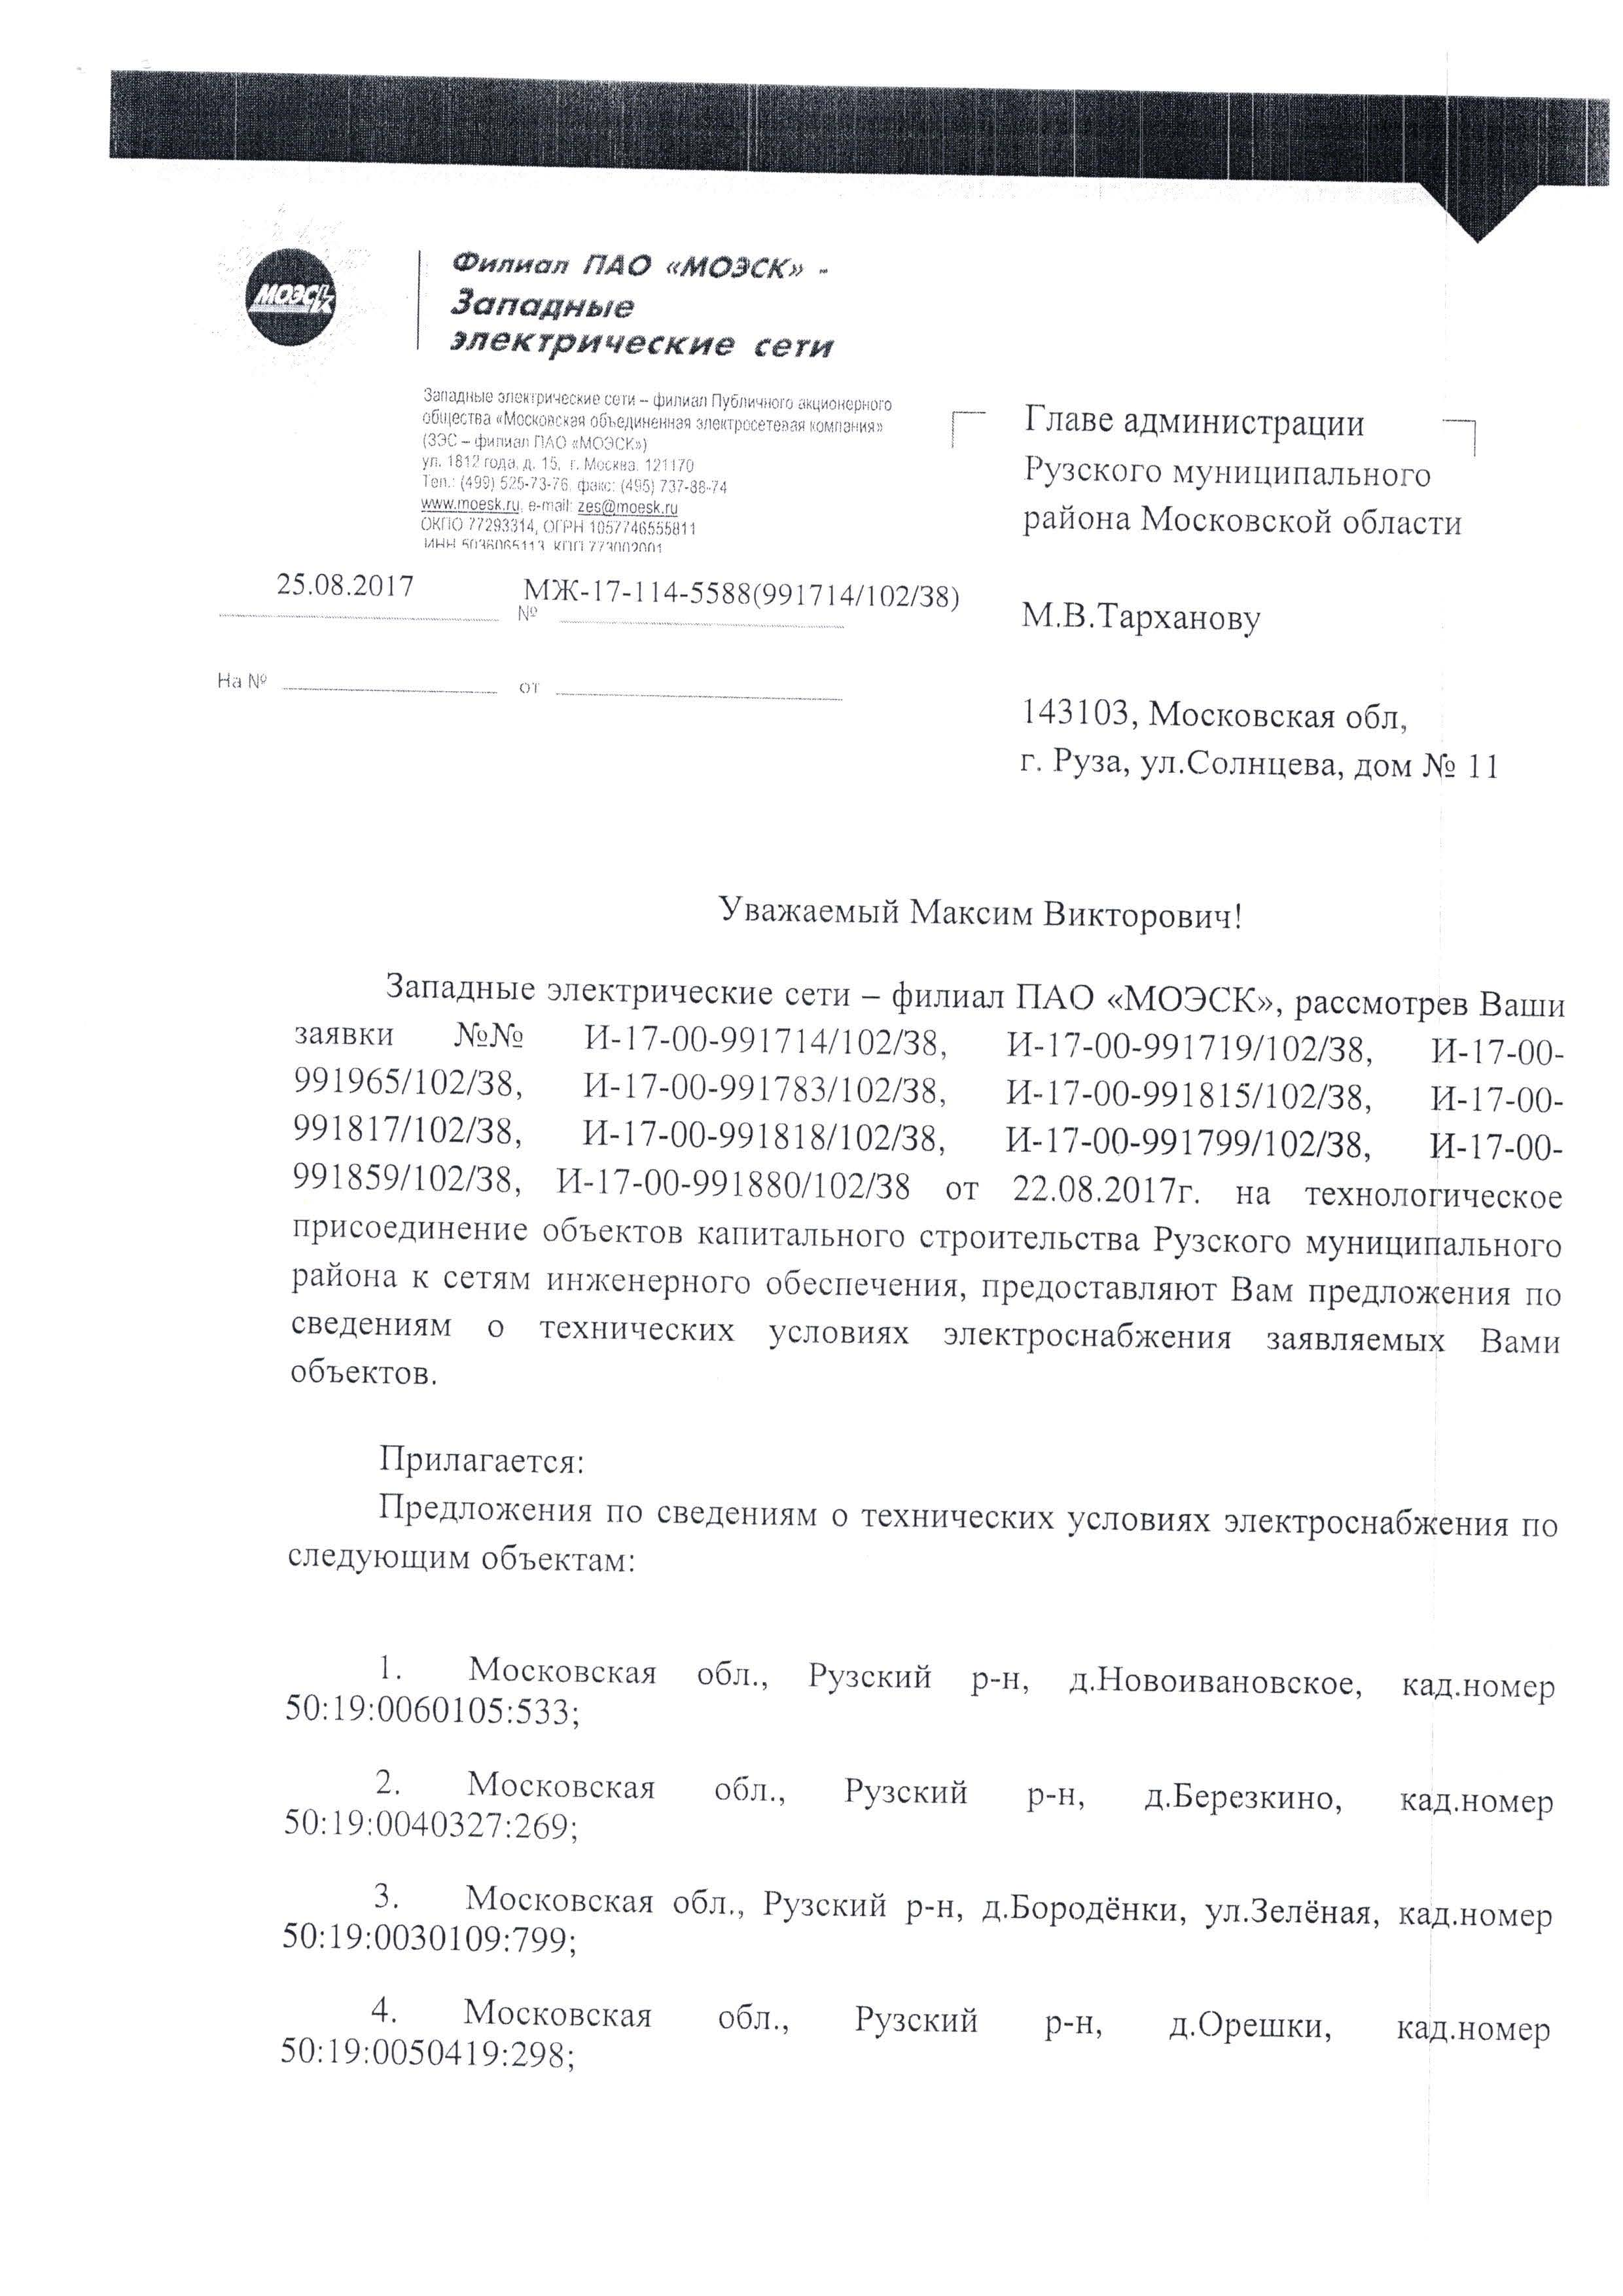 МОЭСК
Филиал ПАО «МОЭСК» -
Западные
электрические сети
Западные электрические сети – филиал Публичного акционерного
общества «Московская объединенная электросетевая компания»
(ЗЭС – филиал ПАО «МОЭСК»)
ул. 1812 года, д. 15, г. Москва, 121170
Тел.: (499) 525-73-76, факс: (495) 737-38-74
www.moesk.ru, e-mail: zes@moesk.ru
ОКПО 77293314, ОГРН 1057746555811
ИНН 5036065113, КПП 773002001
25.08.2017 № МЖ-17-114-5588(991714/102/38)
На № от
Главе администрации
Рузского муниципального
района Московской области
М.В.Тарханову
143103, Московская обл,
г. Руза, ул.Солнцева, дом № 11
Уважаемый Максим Викторович!
Западные электрические сети – филиал ПАО «МОЭСК», рассмотрев Ваши
заявки №№ И-17-00-991714/102/38, И-17-00-991719/102/38, И-17-00-
991965/102/38, И-17-00-991783/102/38, И-17-00-991815/102/38, И-17-00-
991817/102/38, И-17-00-991818/102/38, И-17-00-991799/102/38, И-17-00-
991859/102/38, И-17-00-991880/102/38 от 22.08.2017г. на технологическое
присоединение объектов капитального строительства Рузского муниципального
района к сетям инженерного обеспечения, предоставляют Вам предложения по
сведениям о технических условиях электроснабжения заявляемых Вами
объектов.
Прилагается:
Предложения по сведениям о технических условиях электроснабжения по
следующим объектам:
1. Московская обл., Рузский р-н, д.Новоивановское, кад.номер
50:19:0060105:533;
2. Московская обл., Рузский р-н, д.Березкино, кад.номер
50:19:0040327:269;
3. Московская обл., Рузский р-н, д.Бородёнки, ул.Зелёная, кад.номер
50:19:0030109:799;
4. Московская обл., Рузский р-н, д.Орешки, кад.номер
50:19:0050419:298;